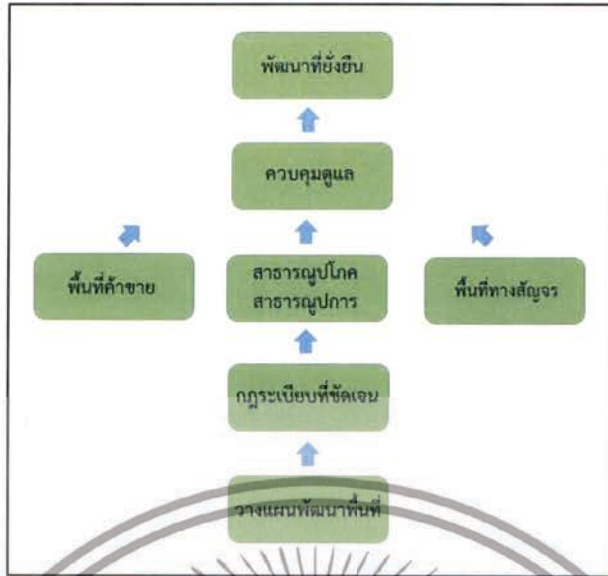 พัฒนาที่ยั่งยืน
ควบคุมดูแล
พื้นที่ค้าขาย
สาธารณูปโภค
สาธารณูปการ
พื้นที่ทางสัญจร
กฎระเบียบที่ชัดเจน
วางแผนพัฒนาพื้นที่